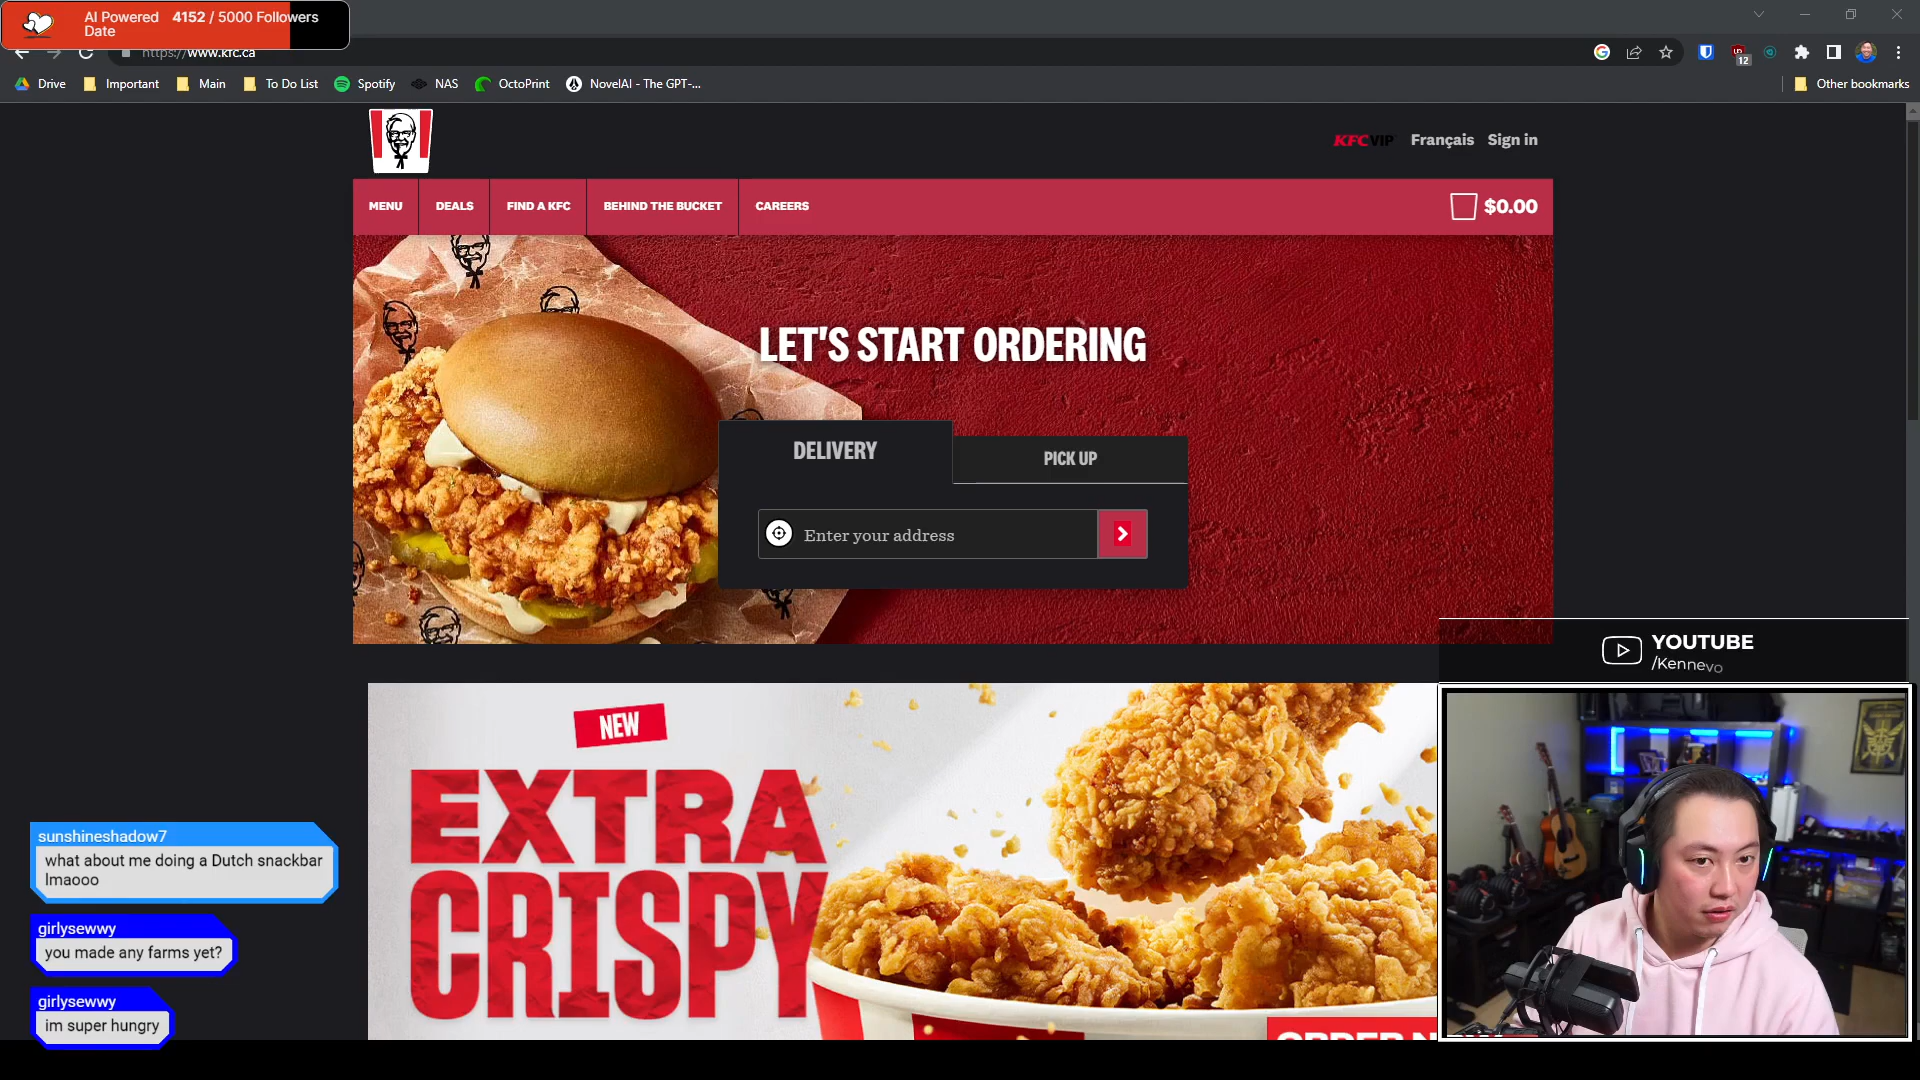 AI Powered 4152 / 5000 Followers
Date
https://www.kfc.ca
12
Drive Important Main To Do List Spotify NAS OctoPrint NovelAI - The GPT-... Other bookmarks
KFC VIP Français Sign in
MENU DEALS FIND A KFC BEHIND THE BUCKET CAREERS $0.00
LET'S START ORDERING
DELIVERY
PICK UP
Enter your address
YOUTUBE
/Kennevo
NEW
EXTRA
CRISPY
sunshineshadow7
what about me doing a Dutch snackbar
lmaooo
girlysewwy
you made any farms yet?
girlysewwy
im super hungry